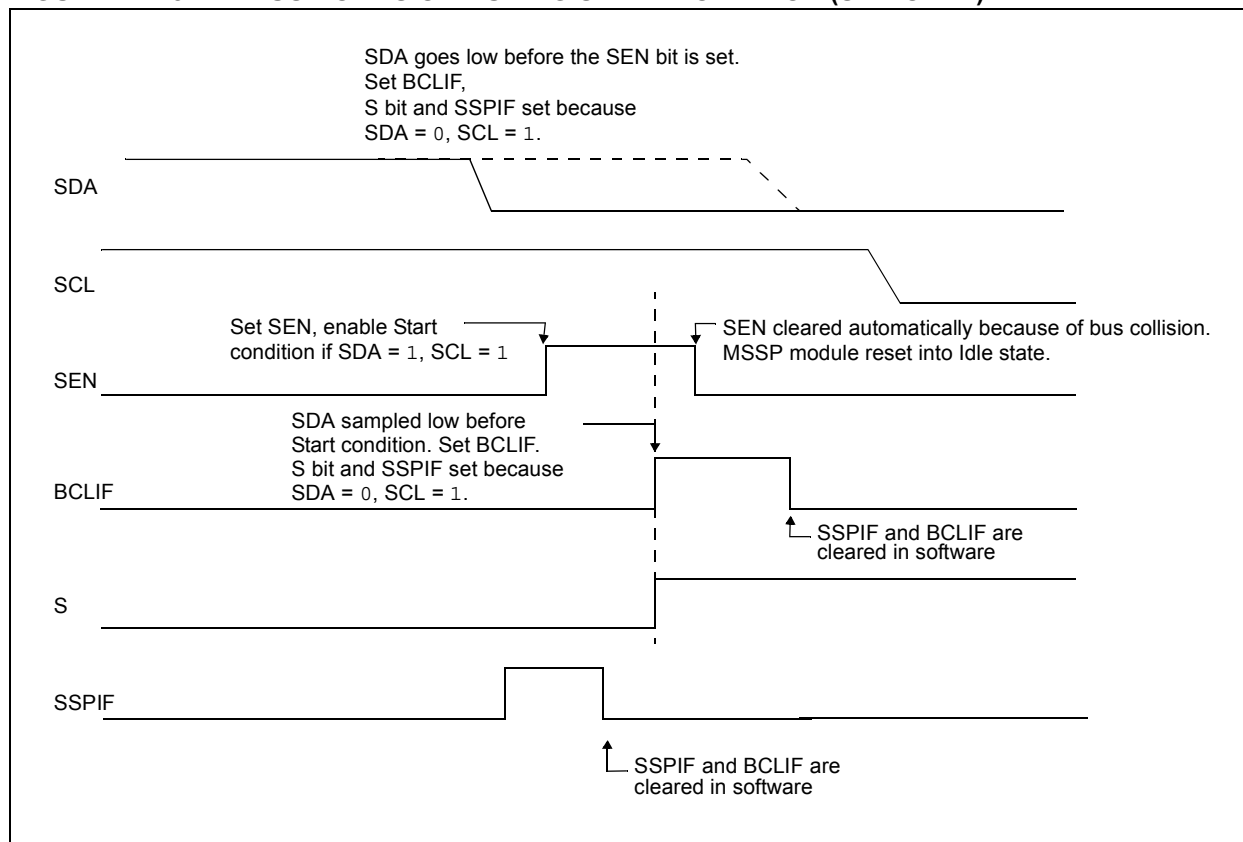 SDA goes low before the SEN bit is set.
Set BCLIF,
S bit and SSPIF set because
SDA = 0, SCL = 1.
SDA
SCL
Set SEN, enable Start
condition if SDA = 1, SCL = 1
SEN cleared automatically because of bus collision.
MSSP module reset into Idle state.
SEN
SDA sampled low before
Start condition. Set BCLIF.
S bit and SSPIF set because
SDA = 0, SCL = 1.
BCLIF
SSPIF and BCLIF are
cleared in software
S
SSPIF
SSPIF and BCLIF are
cleared in software